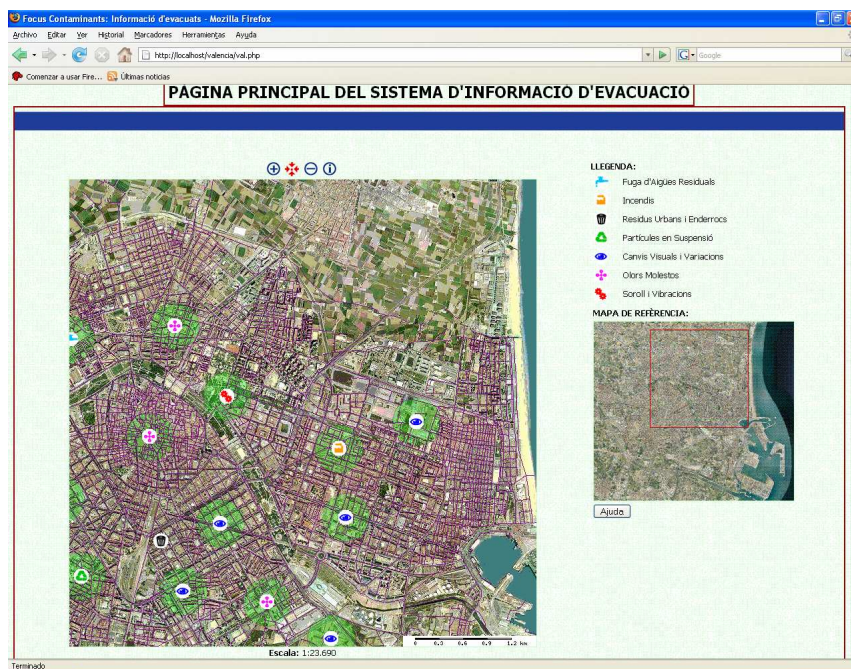 Focus Contaminants: Informació d'evacuats - Mozilla Firefox
Archivo Editar Ver Historial Marcadores Herramientas Ayuda
http://localhost/valencia/val.php
Google
Comenzar a usar Fire... Últimas noticias
PÀGINA PRINCIPAL DEL SISTEMA D'INFORMACIÓ D'EVACUACIÓ
LLEGENDA:
Fuga d'Aigües Residuals
Incendis
Residus Urbans i Enderrocs
Partícules en Suspensió
Canvis Visuals i Variacions
Olors Molestos
Soroll i Vibracions
MAPA DE REFÈRENCIA:
Ajuda
0 0.3 0.6 0.9 1.2 km
Escala: 1:23.690
Terminado